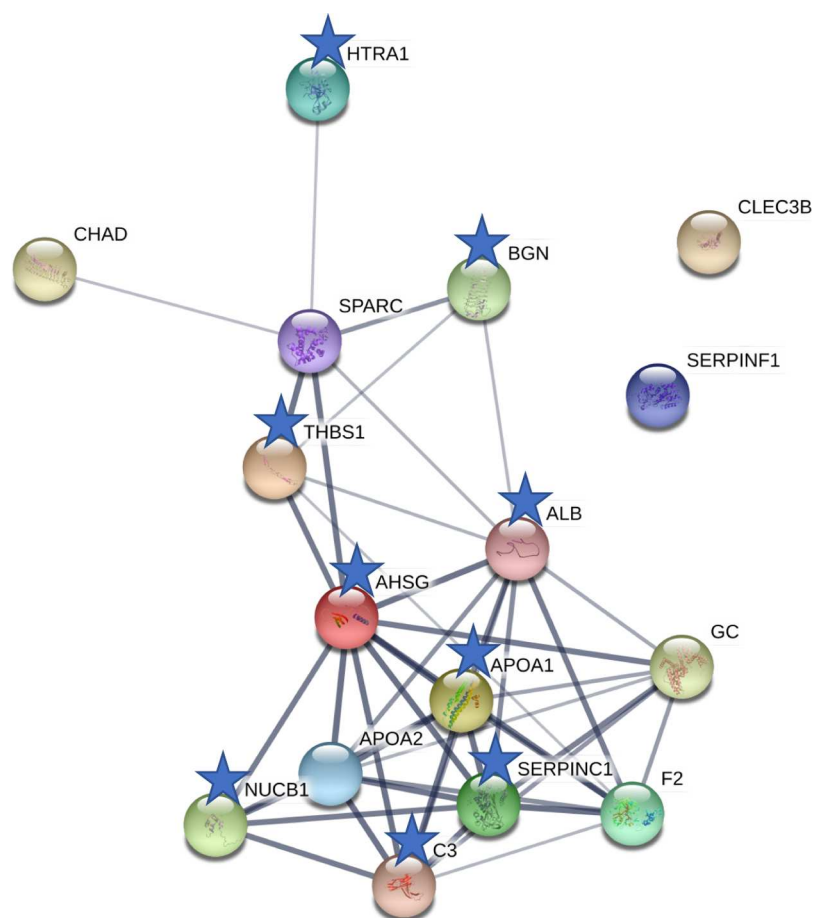 HTRA1
CLEC3B
CHAD
BGN
SPARC
SERPINF1
THBS1
ALB
AHSG
GC
APOA1
APOA2
SERPINC1
F2
NUCB1
C3